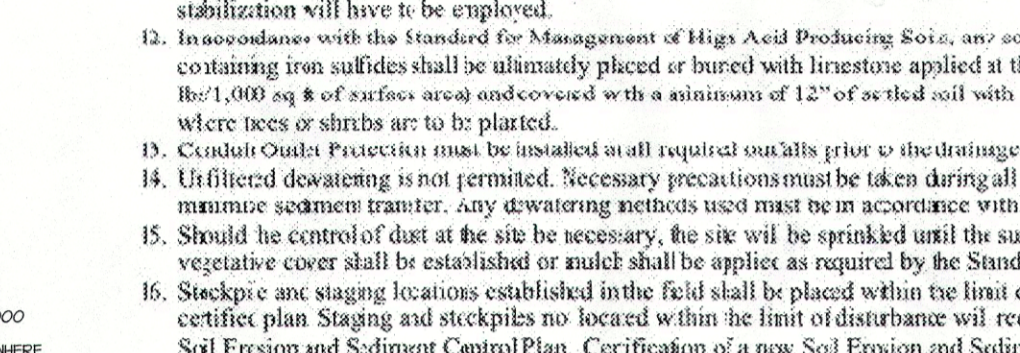 stabilization will have to be employed.
12. In accordance with the Standard for Management of High Acid Producing Soils, any so
containing iron sulfides shall be ultimately placed or buried with limestone applied at th
lbs/1,000 sq ft of surface area) and covered with a minimum of 12" of settled soil with
where trees or shrubs are to be planted.
13. Conduit Outlet Protection must be installed at all required outfalls prior to the drainage
14. Unfiltered dewatering is not permitted. Necessary precautions must be taken during all
minimize sediment transfer. Any dewatering methods used must be in accordance with
15. Should the control of dust at the site be necessary, the site will be sprinkled until the su
vegetative cover shall be established or mulch shall be applied as required by the Stand
16. Stockpile and staging locations established in the field shall be placed within the limit o
certified plan. Staging and stockpiles not located within the limit of disturbance will re
Soil Erosion and Sediment Control Plan. Certification of a new Soil Erosion and Sedim
00
WHERE